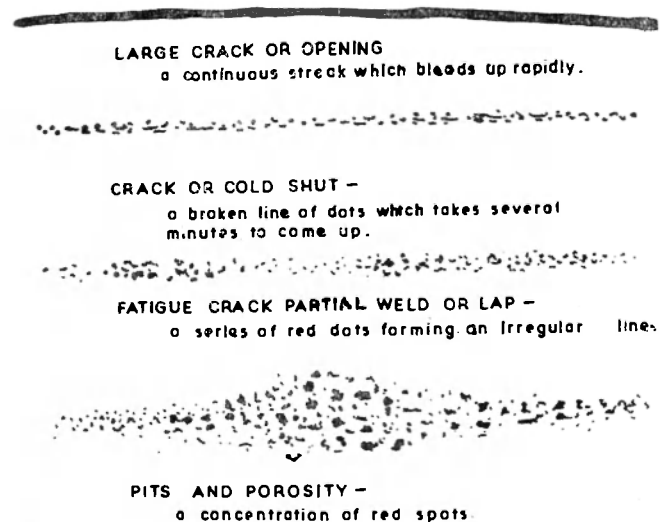 LARGE CRACK OR OPENING
a continuous streak which bleeds up rapidly.
CRACK OR COLD SHUT –
a broken line of dots which takes several
minutes to come up.
FATIGUE CRACK PARTIAL WELD OR LAP –
a series of red dots forming an irregular line.
PITS AND POROSITY –
a concentration of red spots.